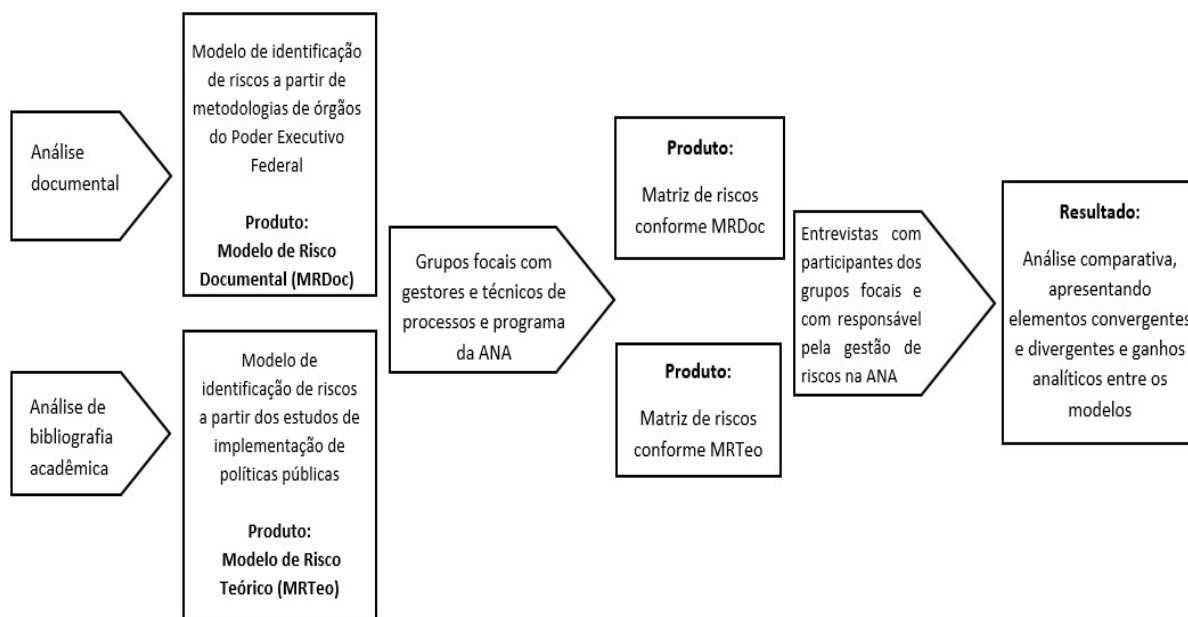 Análise
documental
Modelo de identificação
de riscos a partir de
metodologias de órgãos
do Poder Executivo
Federal
Produto:
Modelo de Risco
Documental (MRDoc)
Análise de
bibliografia
acadêmica
Modelo de
identificação de riscos
a partir dos estudos de
implementação de
políticas públicas
Produto:
Modelo de Risco
Teórico (MRTeo)
Grupos focais com
gestores e técnicos de
processos e programa
da ANA
Produto:
Matriz de riscos
conforme MRDoc
Produto:
Matriz de riscos
conforme MRTeo
Entrevistas com
participantes dos
grupos focais e
com responsável
pela gestão de
riscos na ANA
Resultado:
Análise comparativa,
apresentando
elementos convergentes
e divergentes e ganhos
analíticos entre os
modelos